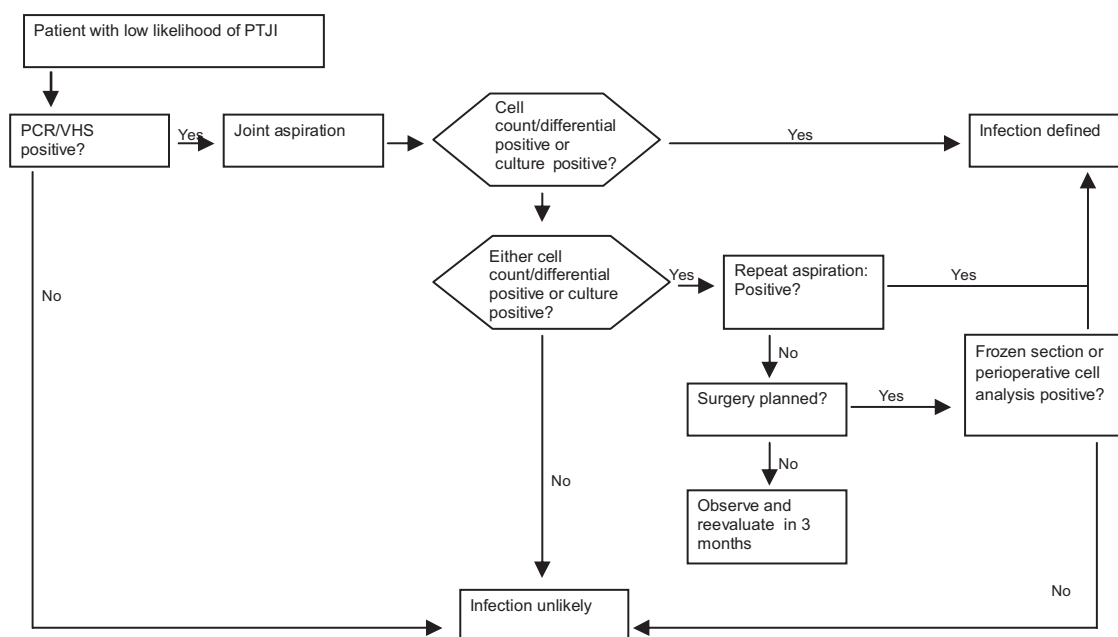 Patient with low likelihood of PTJI
PCR/VHS
positive?
Yes
Joint aspiration
Cell
count/differential
positive or
culture positive?
Yes
Infection defined
No
Either cell
count/differential
positive or culture
positive?
Yes
Repeat aspiration:
Positive?
Yes
No
Frozen section or
perioperative cell
analysis positive?
Surgery planned?
Yes
No
No
Observe and
reevaluate in 3
months
Infection unlikely
No